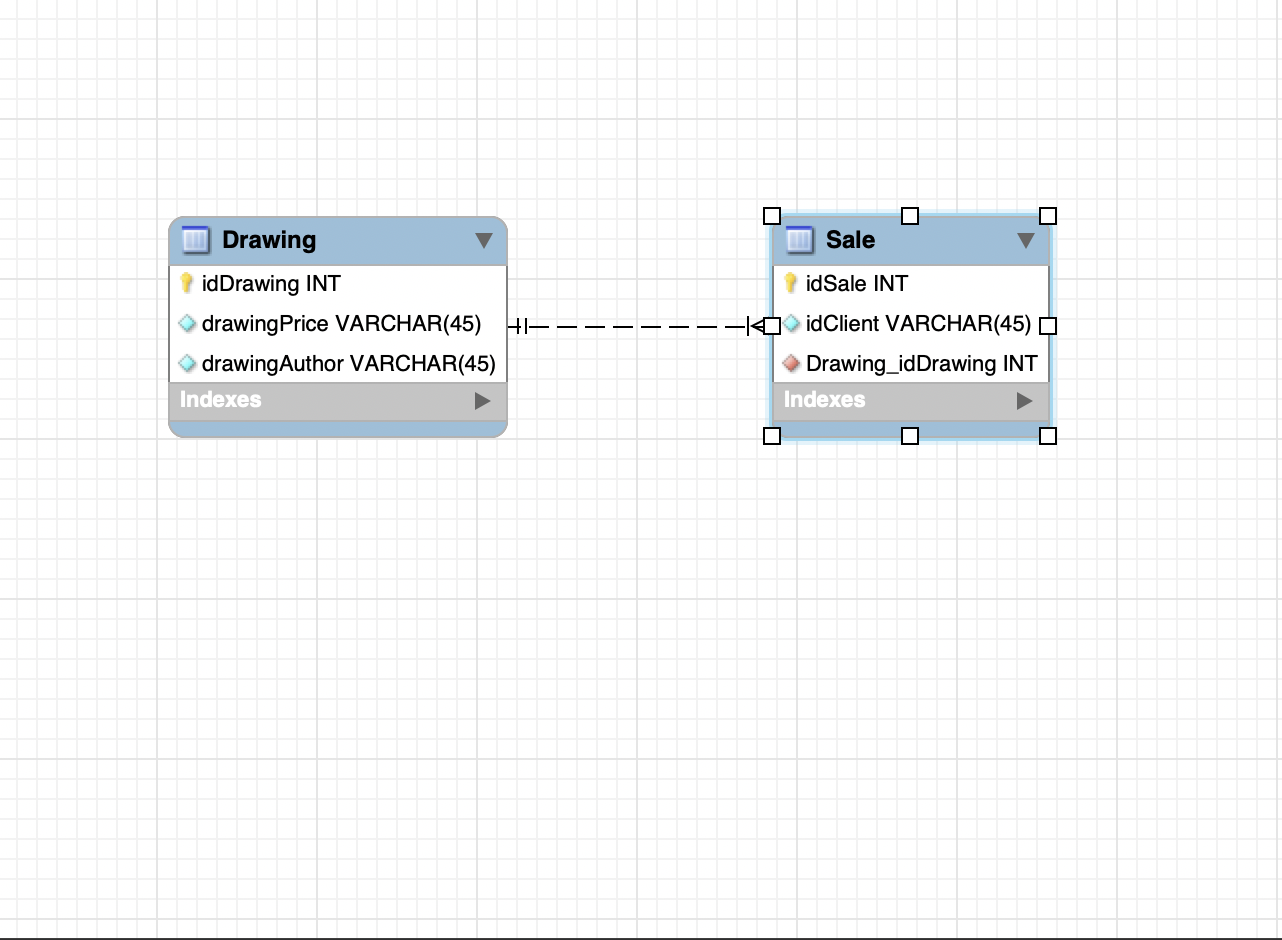 Drawing
idDrawing INT
drawingPrice VARCHAR(45)
drawingAuthor VARCHAR(45)
Indexes
Sale
idSale INT
idClient VARCHAR(45)
Drawing_idDrawing INT
Indexes